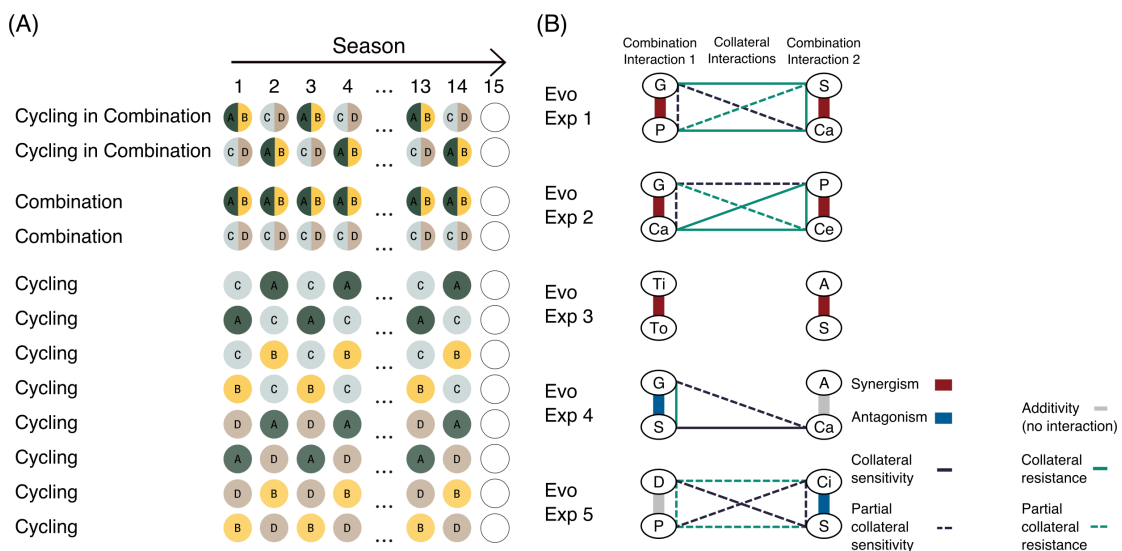 (A)
Season
1 2 3 4 ... 13 14 15
Cycling in Combination A B C D A B C D ... A B C D
Cycling in Combination C D A B C D A B ... C D A B
Combination A B A B A B A B ... A B A B
Combination C D C D C D C D ... C D C D
Cycling C A C A ... C A
Cycling A C A C ... A C
Cycling C B C B ... C B
Cycling B C B C ... B C
Cycling D A D A ... D A
Cycling A D A D ... A D
Cycling D B D B ... D B
Cycling B D B D ... B D
(B)
Combination
Interaction 1
Collateral
Interactions
Combination
Interaction 2
Evo
Exp 1
G S
P Ca
Evo
Exp 2
G P
Ca Ce
Evo
Exp 3
Ti A
To S
Evo
Exp 4
G A
S Ca
Evo
Exp 5
D Ci
P S
Synergism
Antagonism
Additivity
(no interaction)
Collateral
sensitivity
Collateral
resistance
Partial
collateral
sensitivity
Partial
collateral
resistance